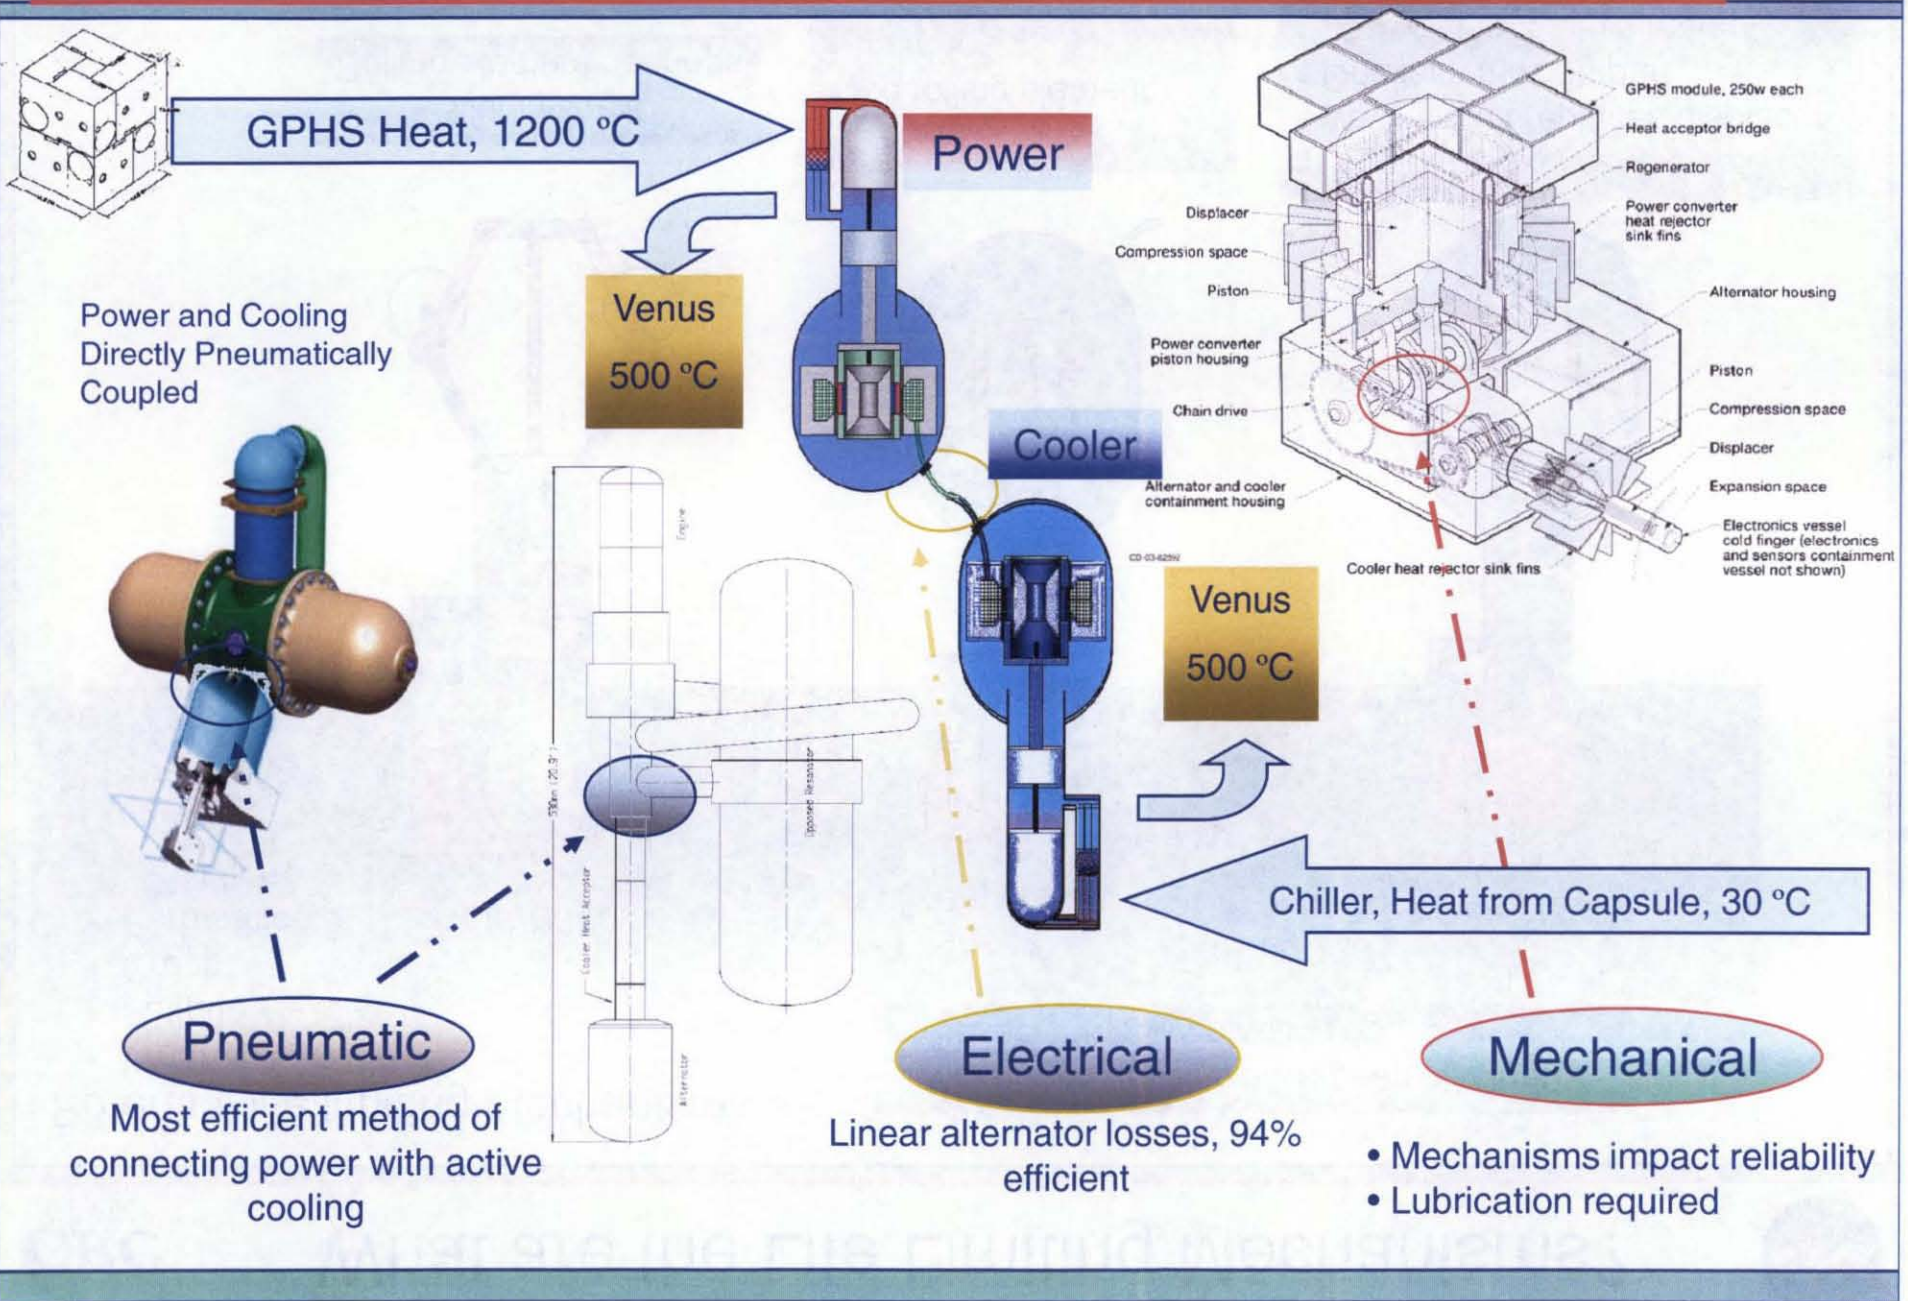 GPHS Heat, 1200 ºC
Power
Venus
500 ºC
Power and Cooling
Directly Pneumatically
Coupled
GPHS module, 250w each
Heat acceptor bridge
Regenerator
Power converter
heat rejector
sink fins
Displacer
Compression space
Piston
Power converter
piston housing
Chain drive
Alternator and cooler
containment housing
Alternator housing
Piston
Compression space
Displacer
Expansion space
Electronics vessel
cold finger (electronics
and sensors containment
vessel not shown)
Cooler heat rejector sink fins
Cooler
Venus
500 ºC
Chiller, Heat from Capsule, 30 ºC
Engine
Opposed Resonator
Cooler Heat Acceptor
Alternator
Pneumatic
Most efficient method of
connecting power with active
cooling
Electrical
Linear alternator losses, 94%
efficient
Mechanical
• Mechanisms impact reliability
• Lubrication required